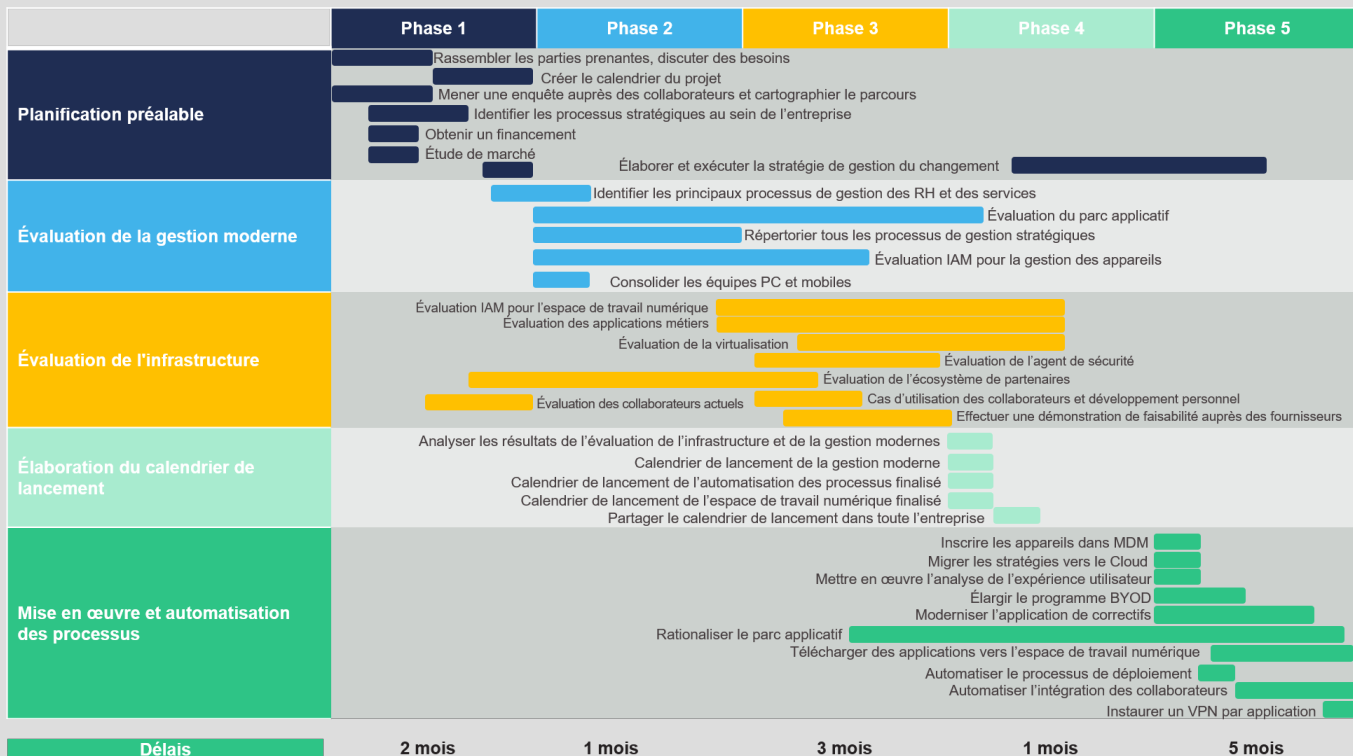 Phase 1
Phase 2
Phase 3
Phase 4
Phase 5
Planification préalable
Rassembler les parties prenantes, discuter des besoins
Créer le calendrier du projet
Mener une enquête auprès des collaborateurs et cartographier le parcours
Identifier les processus stratégiques au sein de l'entreprise
Obtenir un financement
Étude de marché
Élaborer et exécuter la stratégie de gestion du changement
Évaluation de la gestion moderne
Identifier les principaux processus de gestion des RH et des services
Évaluation du parc applicatif
Répertorier tous les processus de gestion stratégiques
Évaluation IAM pour la gestion des appareils
Consolider les équipes PC et mobiles
Évaluation de l'infrastructure
Évaluation IAM pour l'espace de travail numérique
Évaluation des applications métiers
Évaluation de la virtualisation
Évaluation de l'agent de sécurité
Évaluation de l'écosystème de partenaires
Évaluation des collaborateurs actuels
Cas d'utilisation des collaborateurs et développement personnel
Effectuer une démonstration de faisabilité auprès des fournisseurs
Élaboration du calendrier de
lancement
Analyser les résultats de l'évaluation de l'infrastructure et de la gestion modernes
Calendrier de lancement de la gestion moderne
Calendrier de lancement de l'automatisation des processus finalisé
Calendrier de lancement de l'espace de travail numérique finalisé
Partager le calendrier de lancement dans toute l'entreprise
Mise en œuvre et automatisation
des processus
Inscrire les appareils dans MDM
Migrer les stratégies vers le Cloud
Mettre en œuvre l'analyse de l'expérience utilisateur
Élargir le programme BYOD
Moderniser l'application de correctifs
Rationaliser le parc applicatif
Télécharger des applications vers l'espace de travail numérique
Automatiser le processus de déploiement
Automatiser l'intégration des collaborateurs
Instaurer un VPN par application
Délais
2 mois
1 mois
3 mois
1 mois
5 mois